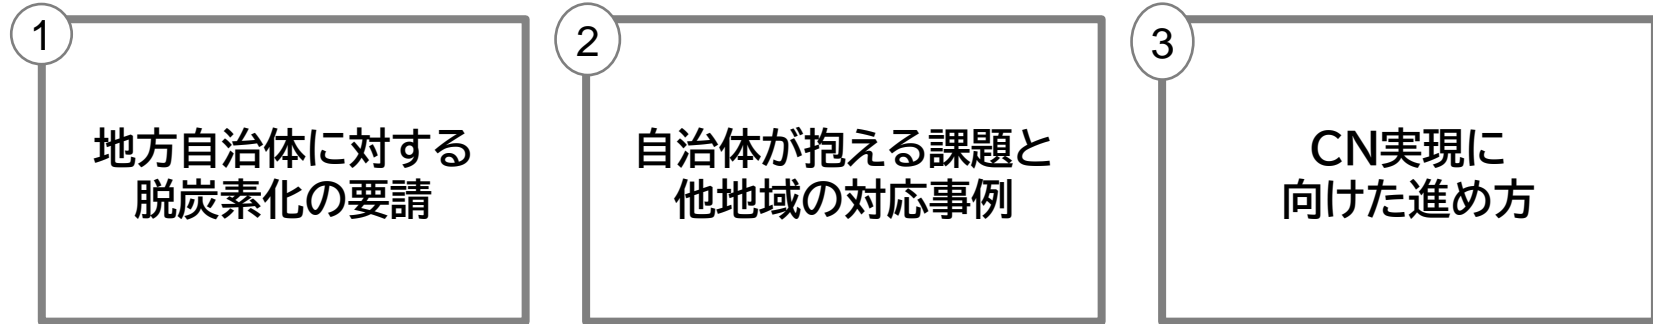 1
地方自治体に対する
脱炭素化の要請
2
自治体が抱える課題と
他地域の対応事例
3
CN実現に
向けた進め方